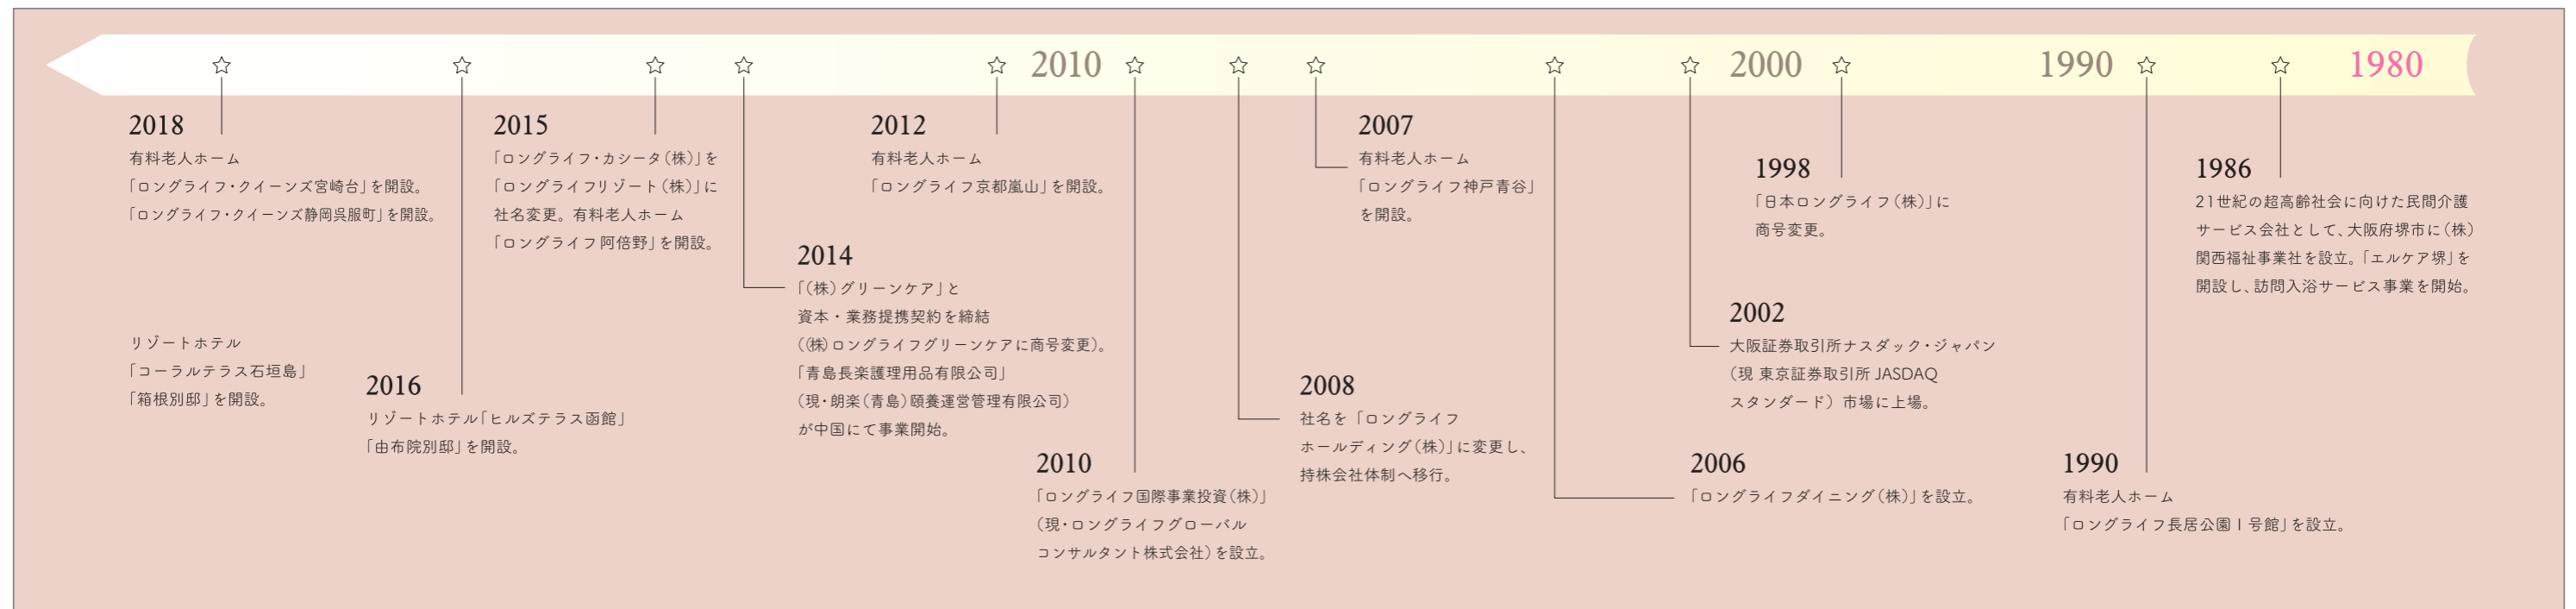 2010
2000
1990
1980
2018
有料老人ホーム
「ロングライフ・クイーンズ宮崎台」を開設。
「ロングライフ・クイーンズ静岡呉服町」を開設。
リゾートホテル
「コーラルテラス石垣島」
「箱根別邸」を開設。
2016
リゾートホテル「ヒルズテラス函館」
「由布院別邸」を開設。
2015
「ロングライフ・カシータ（株）」を
「ロングライフリゾート（株）」に
社名変更。有料老人ホーム
「ロングライフ阿倍野」を開設。
2014
「（株）グリーンケア」と
資本・業務提携契約を締結
（（株）ロングライフグリーンケアに商号変更）。
「青島長楽護理用品有限公司」
（現・朗楽（青島）頤養運営管理有限公司）
が中国にて事業開始。
2012
有料老人ホーム
「ロングライフ京都嵐山」を開設。
2010
「ロングライフ国際事業投資（株）」
（現・ロングライフグローバル
コンサルタント株式会社）を設立。
2008
社名を「ロングライフ
ホールディング（株）」に変更し、
持株会社体制へ移行。
2007
有料老人ホーム
「ロングライフ神戸青谷」
を開設。
2006
「ロングライフダイニング（株）」を設立。
2002
大阪証券取引所ナスダック・ジャパン
（現 東京証券取引所 JASDAQ
スタンダード）市場に上場。
1998
「日本ロングライフ（株）」に
商号変更。
1990
有料老人ホーム
「ロングライフ長居公園Ⅰ号館」を設立。
1986
21世紀の超高齢社会に向けた民間介護
サービス会社として、大阪府堺市に（株）
関西福祉事業社を設立。「エルケア堺」を
開設し、訪問入浴サービス事業を開始。